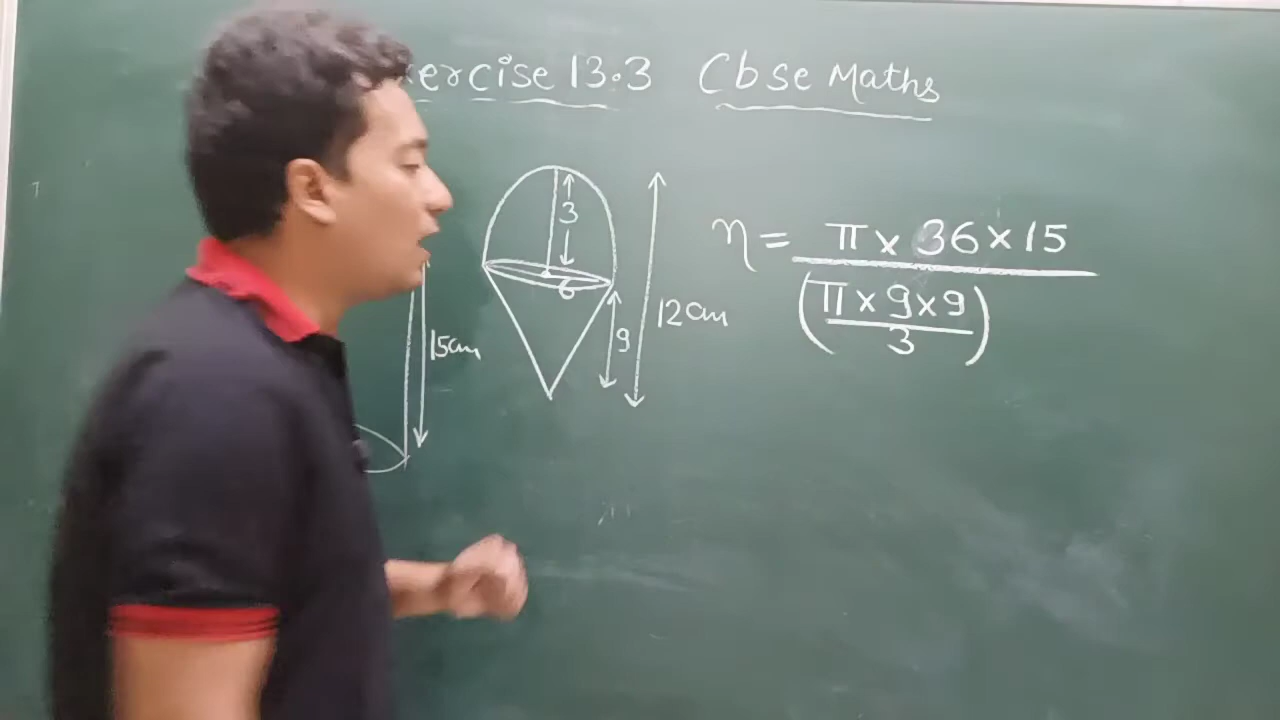 ercise 13.3 Cbse Maths
3
6
9
12cm
15cm
η = π × 36 × 15
(π × 9 × 9
3)